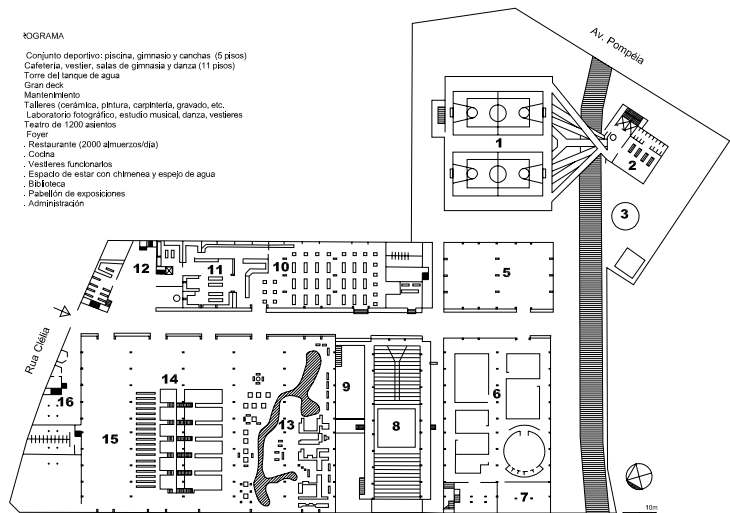 ROGRAMA
Conjunto deportivo: piscina, gimnasio y canchas (5 pisos)
Cafetería, vestier, salas de gimnasia y danza (11 pisos)
Torre del tanque de agua
Gran deck
Mantenimiento
Talleres (cerámica, pintura, carpintería, gravado, etc.
Laboratorio fotográfico, estudio musical, danza, vestieres
Teatro de 1200 asientos
Foyer
. Restaurante (2000 almuerzos/día)
. Cocina
. Vestieres funcionarios
. Espacio de estar con chimenea y espejo de agua
. Biblioteca
. Pabellón de exposiciones
. Administración
Av. Pompéia
1
2
3
5
12
11
10
Rua Clélia
14
9
6
16
13
8
15
7
10m